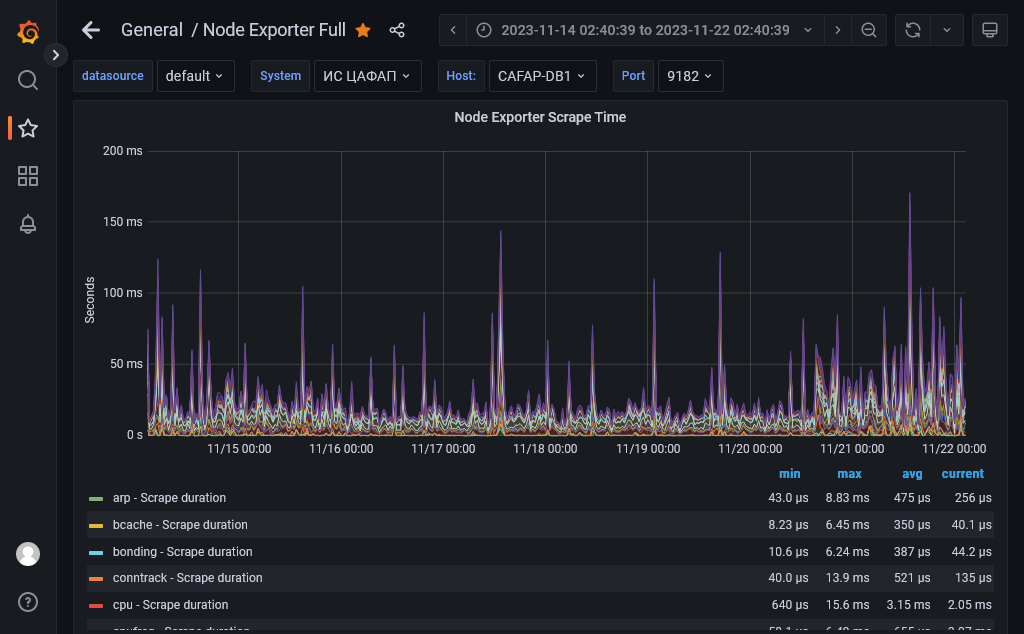 General / Node Exporter Full
2023-11-14 02:40:39 to 2023-11-22 02:40:39
datasource default System ИС ЦАФАП Host: CAFAP-DB1 Port 9182
Node Exporter Scrape Time
200 ms
150 ms
100 ms
50 ms
0 s
Seconds
11/15 00:00 11/16 00:00 11/17 00:00 11/18 00:00 11/19 00:00 11/20 00:00 11/21 00:00 11/22 00:00
min max avg current
arp - Scrape duration 43.0 µs 8.83 ms 475 µs 256 µs
bcache - Scrape duration 8.23 µs 6.45 ms 350 µs 40.1 µs
bonding - Scrape duration 10.6 µs 6.24 ms 387 µs 44.2 µs
conntrack - Scrape duration 40.0 µs 13.9 ms 521 µs 135 µs
cpu - Scrape duration 640 µs 15.6 ms 3.15 ms 2.05 ms